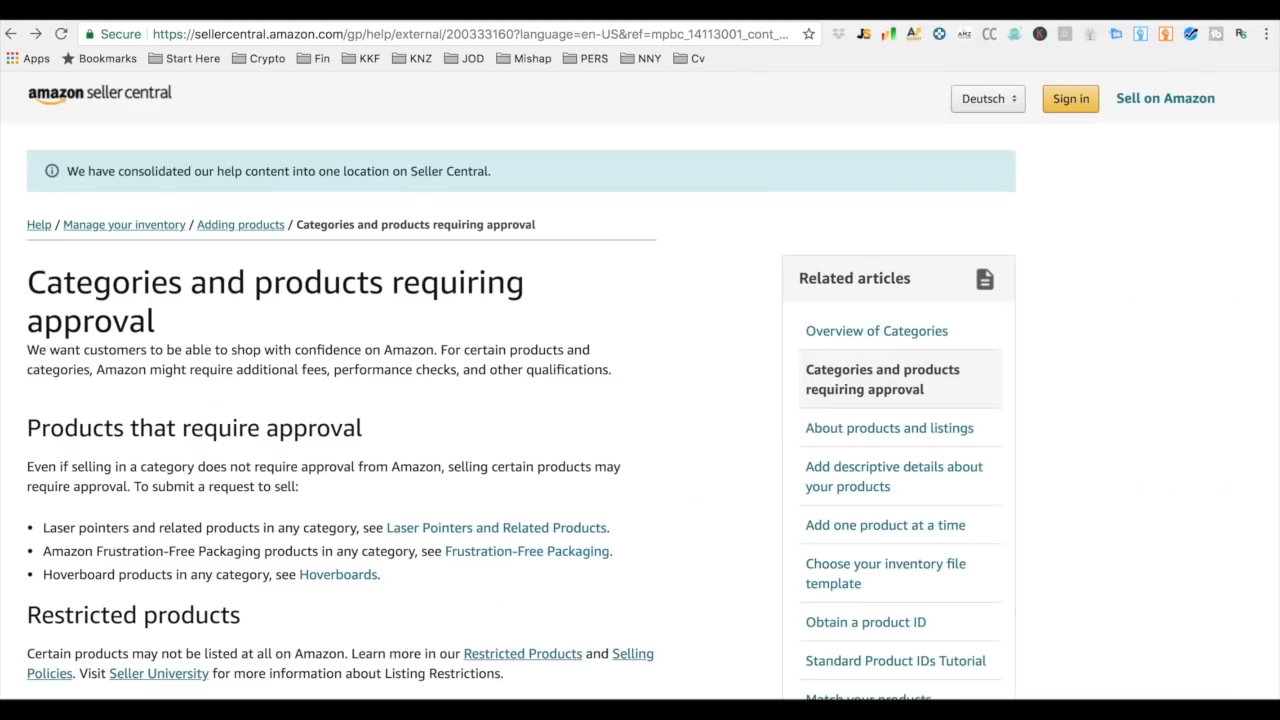 Secure
https://sellercentral.amazon.com/gp/help/external/200333160?language=en-US&ref=mpbc_14113001_cont_...
Apps Bookmarks Start Here Crypto Fin KKF KNZ JOD Mishap PERS NNY Cv
amazon seller central
Deutsch
Sign in
Sell on Amazon
We have consolidated our help content into one location on Seller Central.
Help / Manage your inventory / Adding products / Categories and products requiring approval
Categories and products requiring
approval
We want customers to be able to shop with confidence on Amazon. For certain products and
categories, Amazon might require additional fees, performance checks, and other qualifications.
Products that require approval
Even if selling in a category does not require approval from Amazon, selling certain products may
require approval. To submit a request to sell:
• Laser pointers and related products in any category, see Laser Pointers and Related Products.
• Amazon Frustration-Free Packaging products in any category, see Frustration-Free Packaging.
• Hoverboard products in any category, see Hoverboards.
Restricted products
Certain products may not be listed at all on Amazon. Learn more in our Restricted Products and Selling
Policies. Visit Seller University for more information about Listing Restrictions.
Related articles
Overview of Categories
Categories and products
requiring approval
About products and listings
Add descriptive details about
your products
Add one product at a time
Choose your inventory file
template
Obtain a product ID
Standard Product IDs Tutorial
Match your products